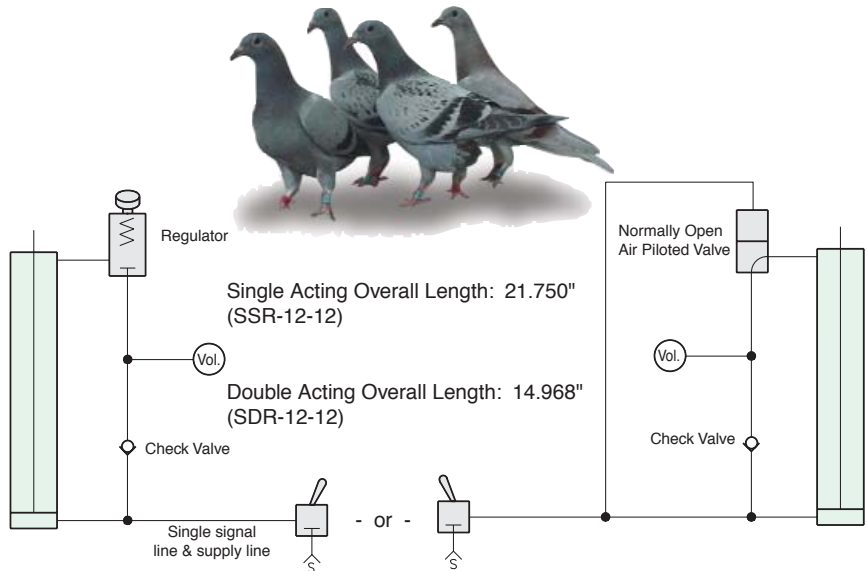 Regulator
Normally Open
Air Piloted Valve
Single Acting Overall Length: 21.750"
(SSR-12-12)
Vol.
Vol.
Double Acting Overall Length: 14.968"
(SDR-12-12)
Check Valve
Check Valve
- or -
Single signal
line & supply line
S
S